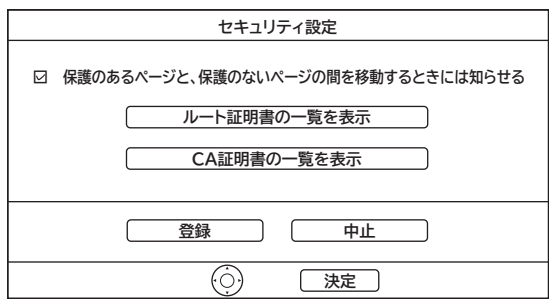 セキュリティ設定
保護のあるページと、保護のないページの間を移動するときには知らせる
ルート証明書の一覧を表示
CA証明書の一覧を表示
登録 中止
決定